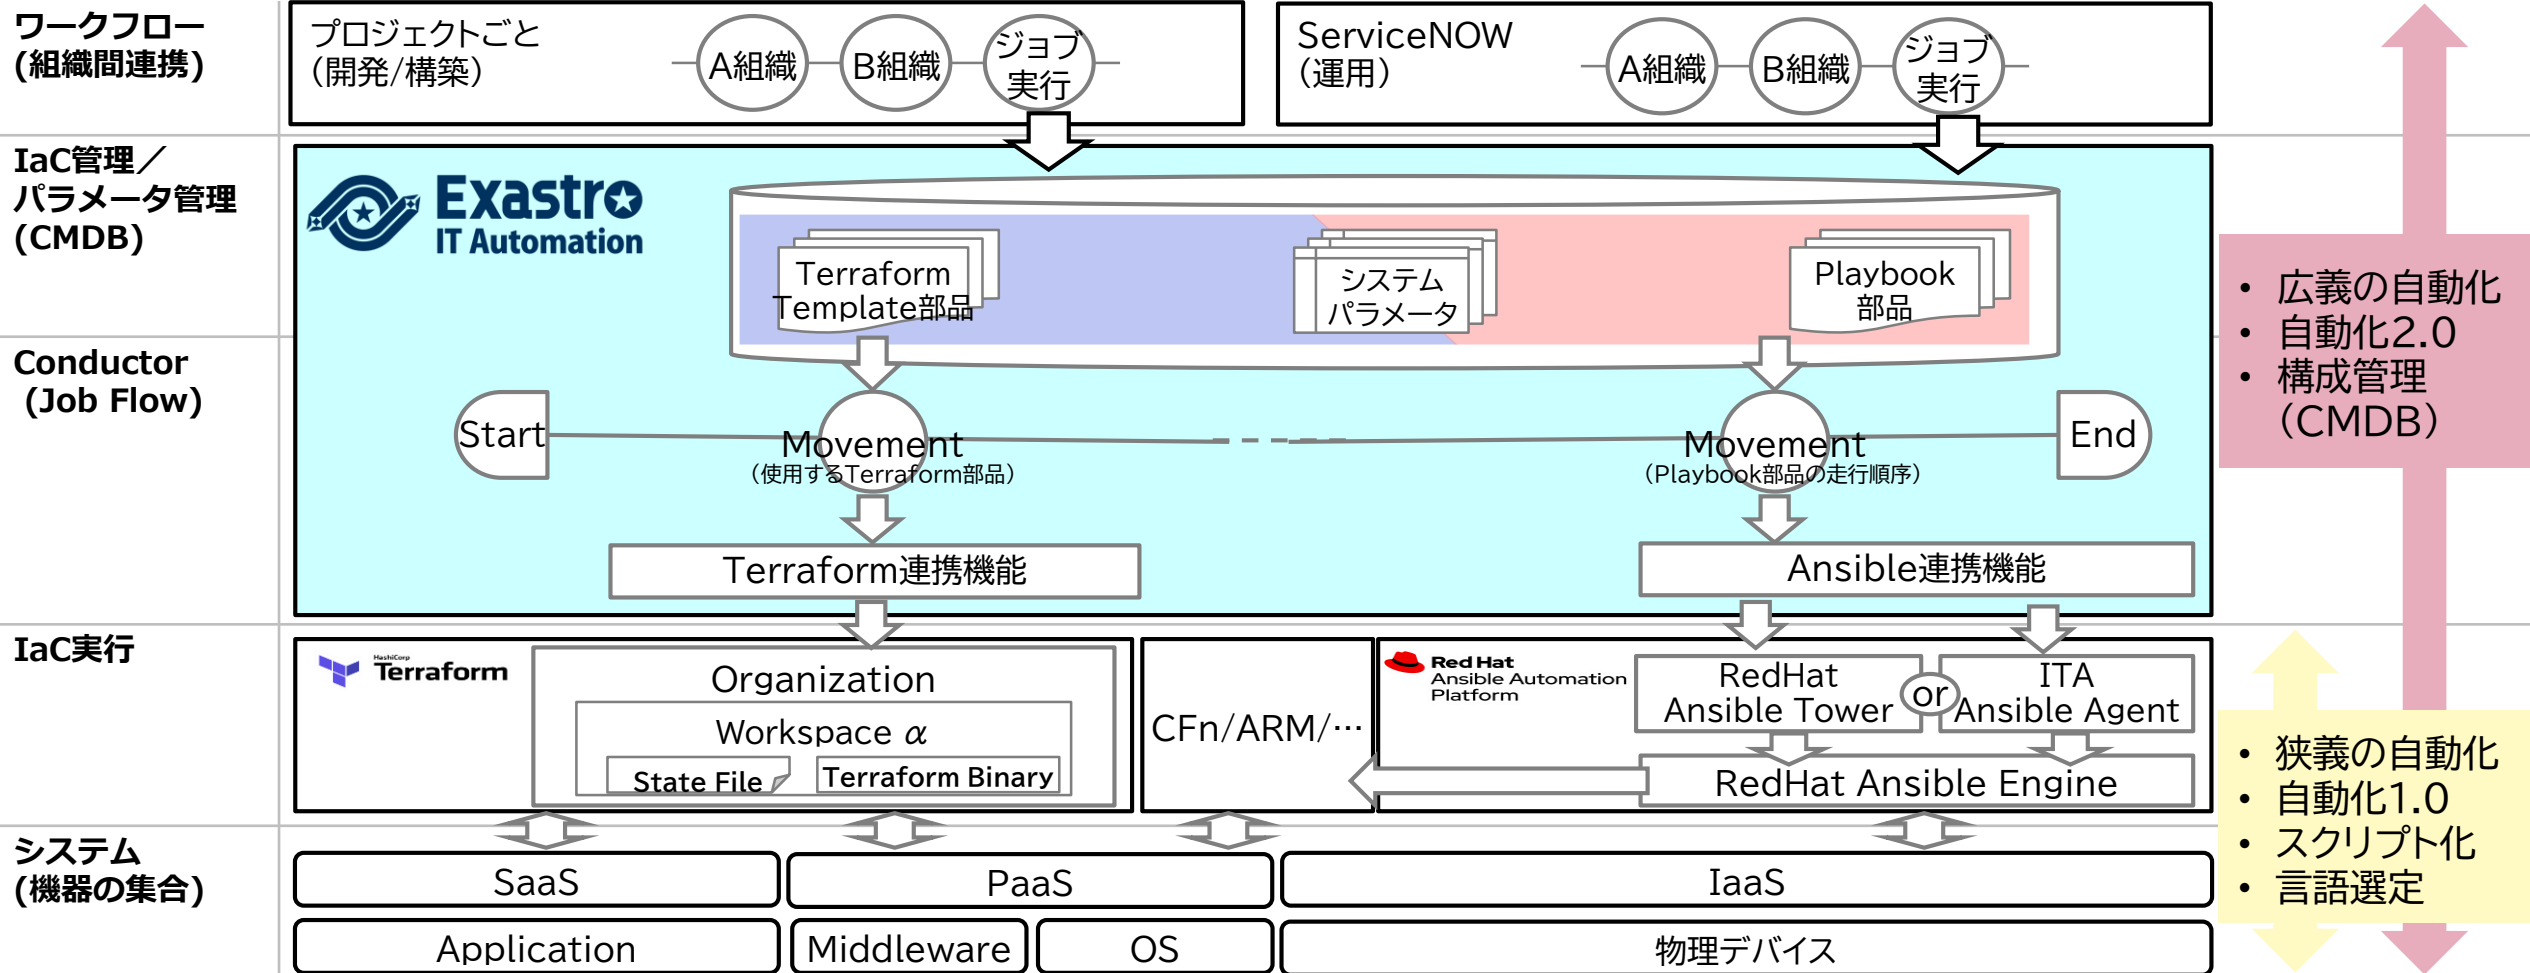 ワークフロー
(組織間連携)
プロジェクトごと
（開発/構築）
A組織
B組織
ジョブ
実行
ServiceNOW
（運用）
A組織
B組織
ジョブ
実行
IaC管理／
パラメータ管理
(CMDB)
Exastro
IT Automation
Terraform
Template部品
システム
パラメータ
Playbook
部品
Conductor
(Job Flow)
Start
Movement
（使用するTerraform部品）
Movement
（Playbook部品の走行順序）
End
Terraform連携機能
Ansible連携機能
・ 広義の自動化
・ 自動化2.0
・ 構成管理
（CMDB）
IaC実行
HashiCorp
Terraform
Organization
Workspace α
State File
Terraform Binary
CFn/ARM/…
Red Hat
Ansible Automation
Platform
RedHat
Ansible Tower
or
ITA
Ansible Agent
RedHat Ansible Engine
・ 狭義の自動化
・ 自動化1.0
・ スクリプト化
・ 言語選定
システム
(機器の集合)
SaaS
PaaS
IaaS
Application
Middleware
OS
物理デバイス